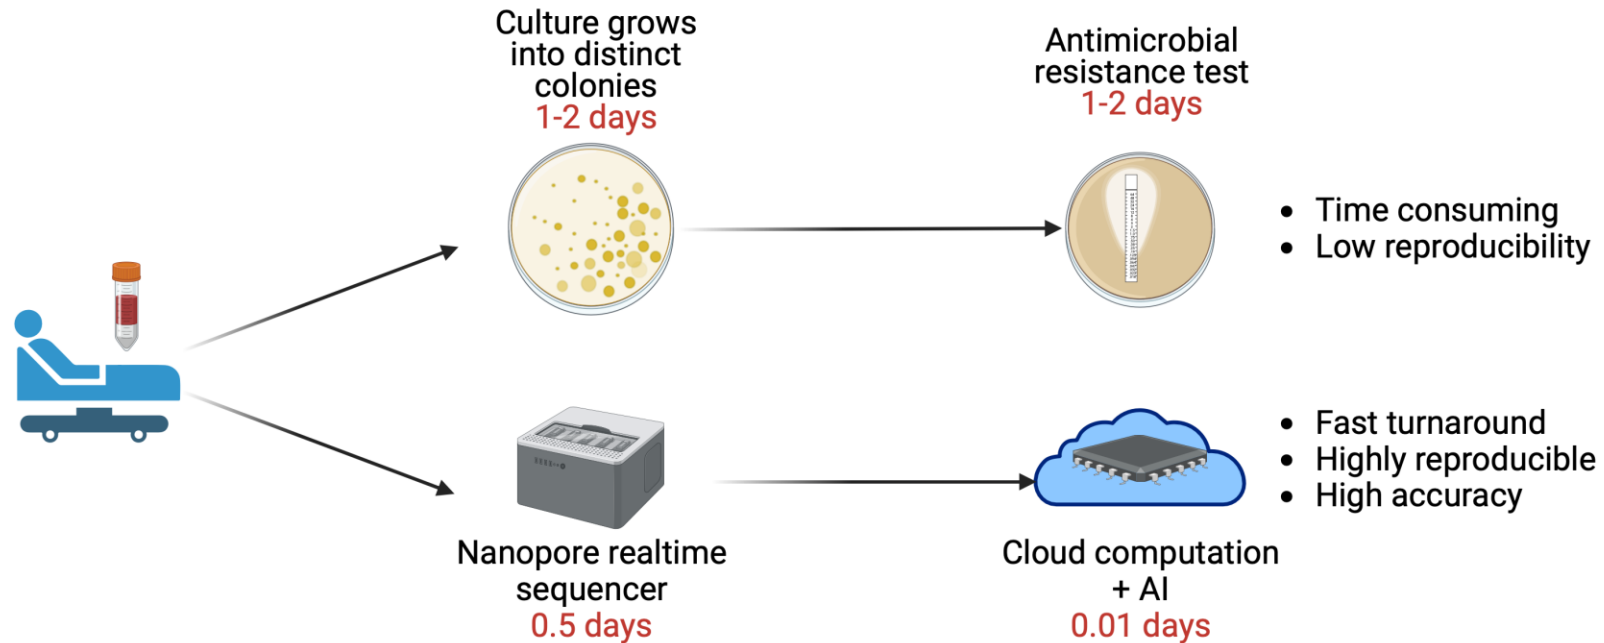 Culture grows
into distinct
colonies
1-2 days
Antimicrobial
resistance test
1-2 days
• Time consuming
• Low reproducibility
Nanopore realtime
sequencer
0.5 days
Cloud computation
+ AI
0.01 days
• Fast turnaround
• Highly reproducible
• High accuracy